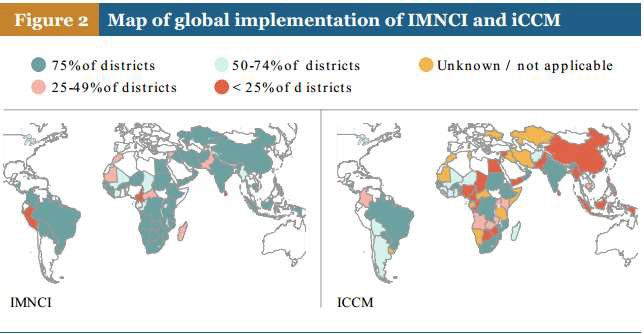 Figure 2 Map of global implementation of IMNCI and iCCM
75%of districts
50-74%of districts
Unknown / not applicable
25-49%of districts
< 25%of districts
IMNCI
ICCM